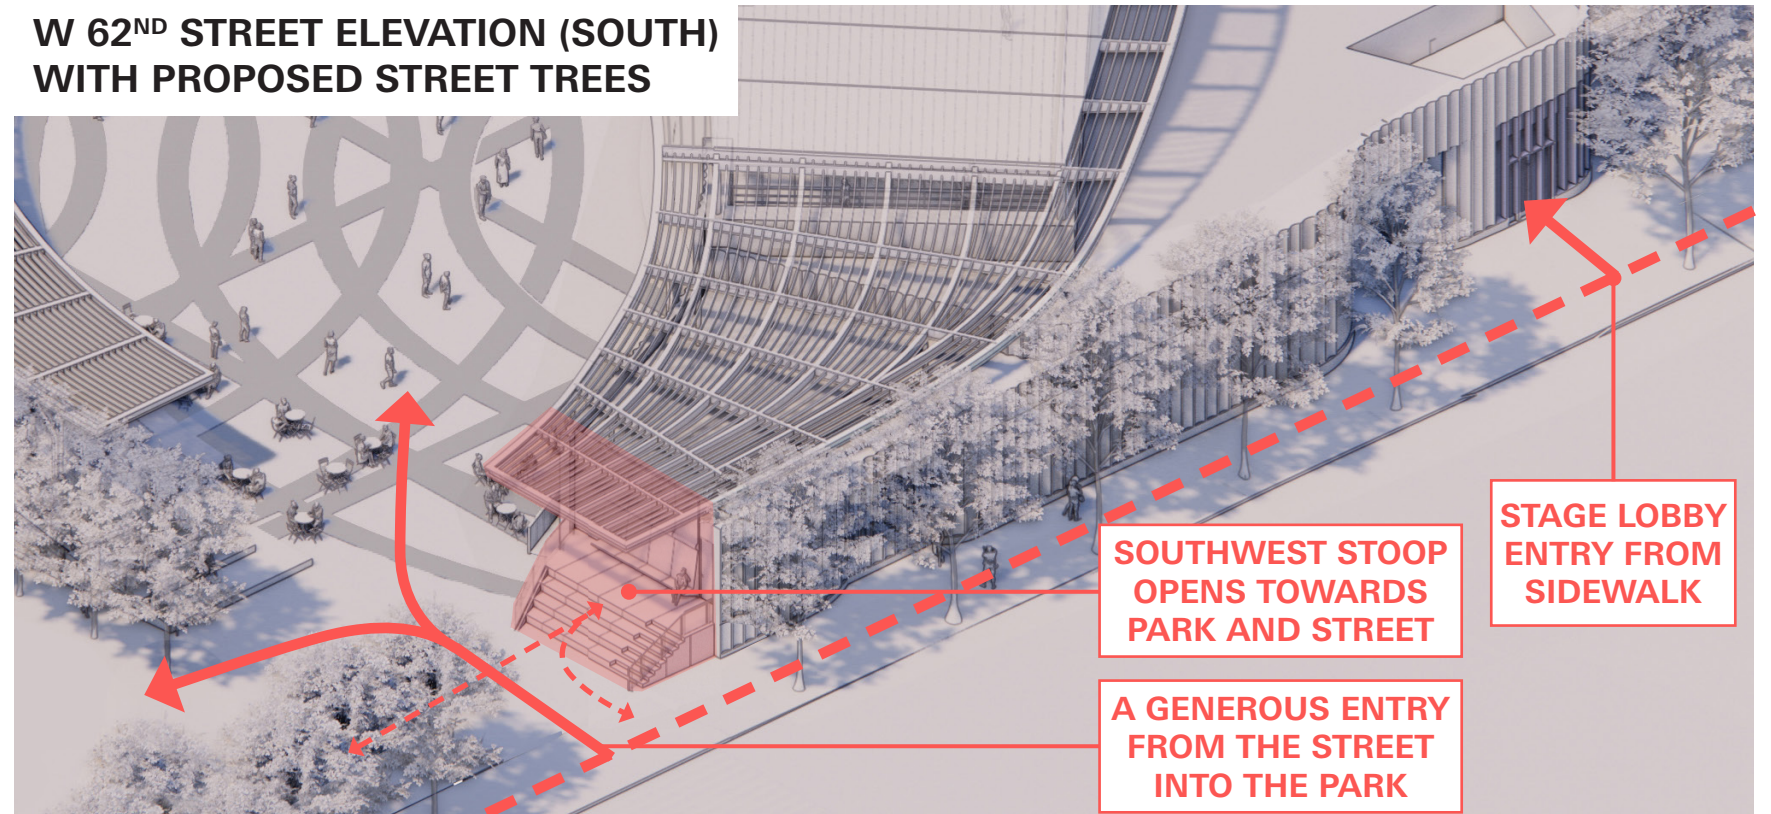 W 62ND STREET ELEVATION (SOUTH)
WITH PROPOSED STREET TREES
STAGE LOBBY
ENTRY FROM
SIDEWALK
SOUTHWEST STOOP
OPENS TOWARDS
PARK AND STREET
A GENEROUS ENTRY
FROM THE STREET
INTO THE PARK